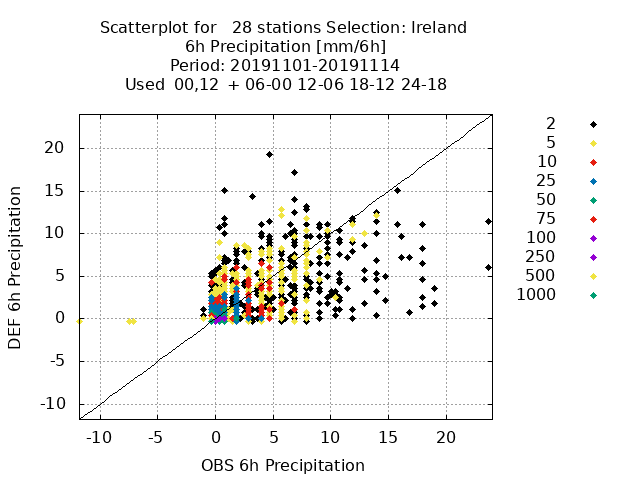 Scatterplot for   28 stations Selection: Ireland
6h Precipitation [mm/6h]
Period: 20191101-20191114
Used  00,12  + 06-00 12-06 18-12 24-18
DEF 6h Precipitation
20
15
10
5
0
-5
-10
-10 -5 0 5 10 15 20
OBS 6h Precipitation
2
5
10
25
50
75
100
250
500
1000